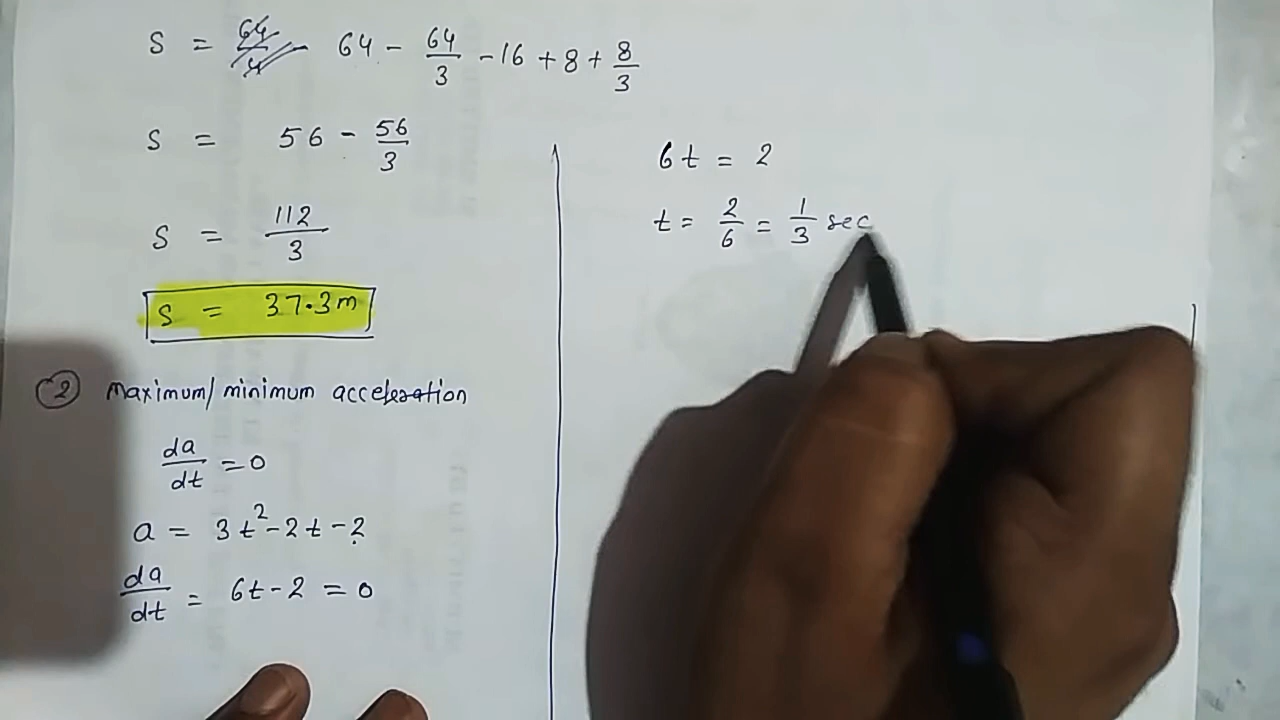 S = 64 - 64/3 - 16 + 8 + 8/3
S = 56 - 56/3
S = 112/3
S = 37.3m
② maximum/minimum acceleration
da/dt = 0
a = 3t² - 2t - 2
da/dt = 6t - 2 = 0
6t = 2
t = 2/6 = 1/3 sec